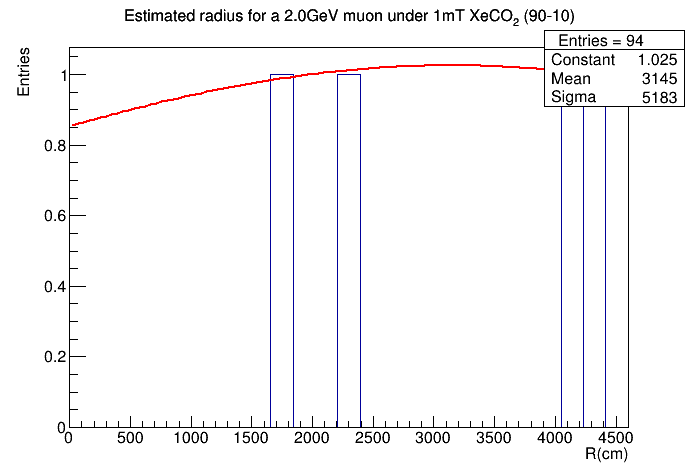 Estimated radius for a 2.0GeV muon under 1mT XeCO₂ (90-10)
Entries = 94
Constant 1.025
Mean 3145
Sigma 5183
Entries
1
0.8
0.6
0.4
0.2
0
0 500 1000 1500 2000 2500 3000 3500 4000 4500
R(cm)